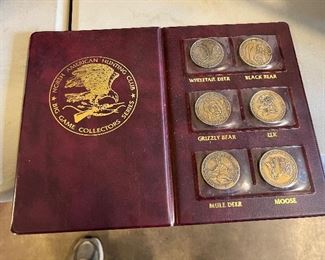 NORTH AMERICAN HUNTING CLUB
BIG GAME COLLECTORS SERIES
WHITETAIL DEER
BLACK BEAR
GRIZZLY BEAR
ELK
MULE DEER
MOOSE